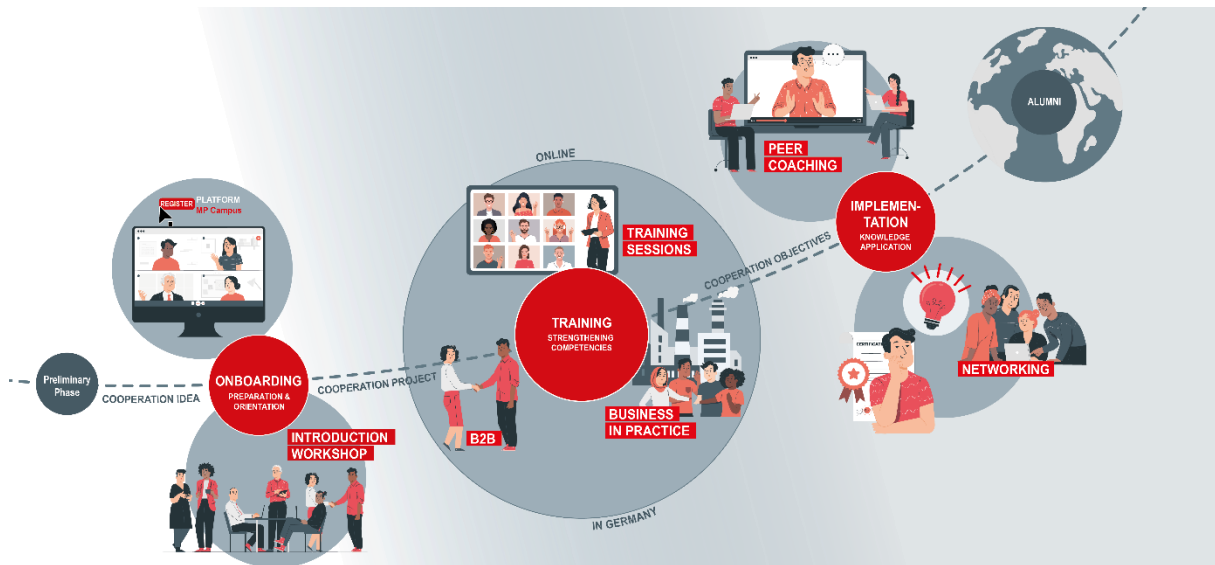 Preliminary
Phase
COOPERATION IDEA
REGISTER
PLATFORM
MP Campus
ONBOARDING
PREPARATION &
ORIENTATION
INTRODUCTION
WORKSHOP
COOPERATION PROJECT
ONLINE
TRAINING
SESSIONS
TRAINING
STRENGTHENING
COMPETENCIES
B2B
BUSINESS
IN PRACTICE
IN GERMANY
COOPERATION OBJECTIVES
PEER
COACHING
IMPLEMEN-
TATION
KNOWLEDGE
APPLICATION
CERTIFICATE
NETWORKING
ALUMNI